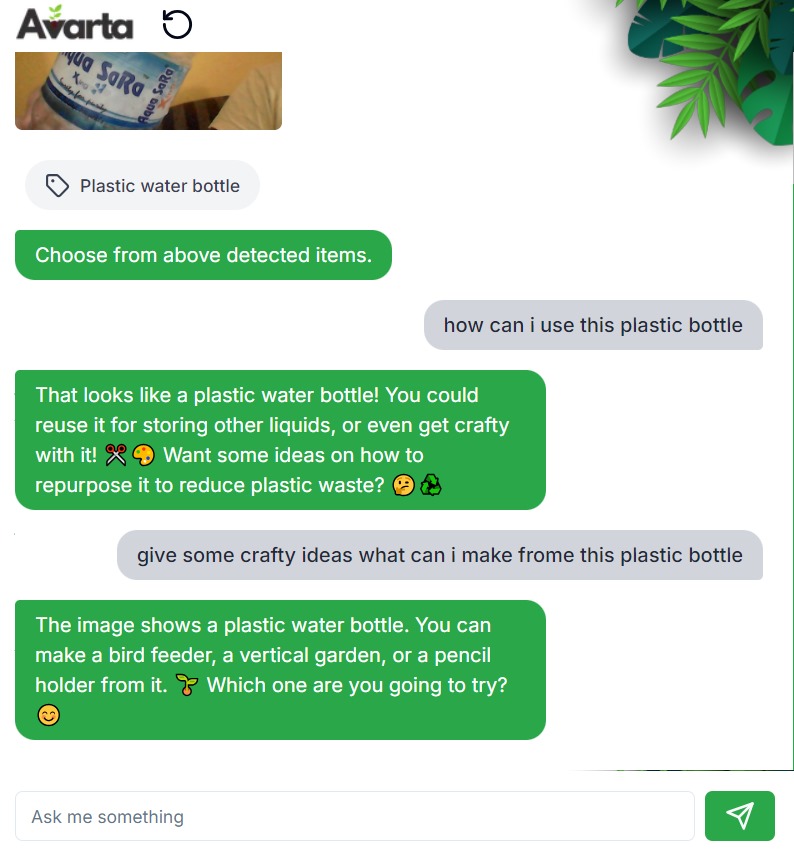 Avarta
Aqua SaRa
Aqua SaRa
Plastic water bottle
Choose from above detected items.
how can i use this plastic bottle
That looks like a plastic water bottle! You could
reuse it for storing other liquids, or even get crafty
with it! ✂️🎨 Want some ideas on how to
repurpose it to reduce plastic waste? 🤔♻️
give some crafty ideas what can i make frome this plastic bottle
The image shows a plastic water bottle. You can
make a bird feeder, a vertical garden, or a pencil
holder from it. 🌱 Which one are you going to try?
😊
Ask me something